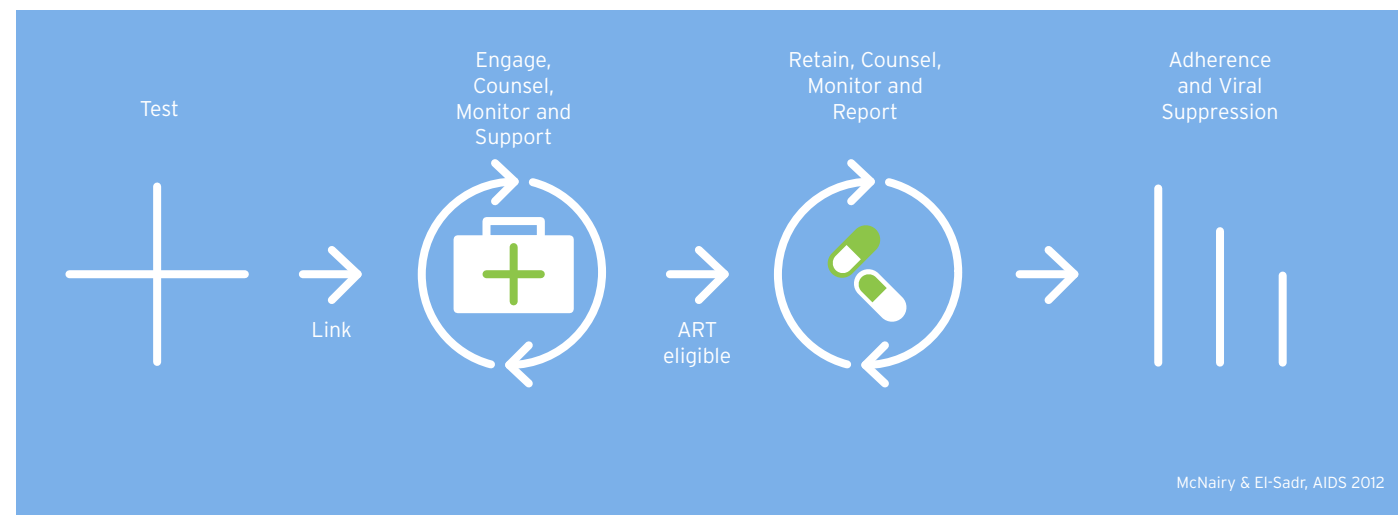 Test
Link
Engage,
Counsel,
Monitor and
Support
ART
eligible
Retain, Counsel,
Monitor and
Report
Adherence
and Viral
Suppression
McNairy & El-Sadr, AIDS 2012